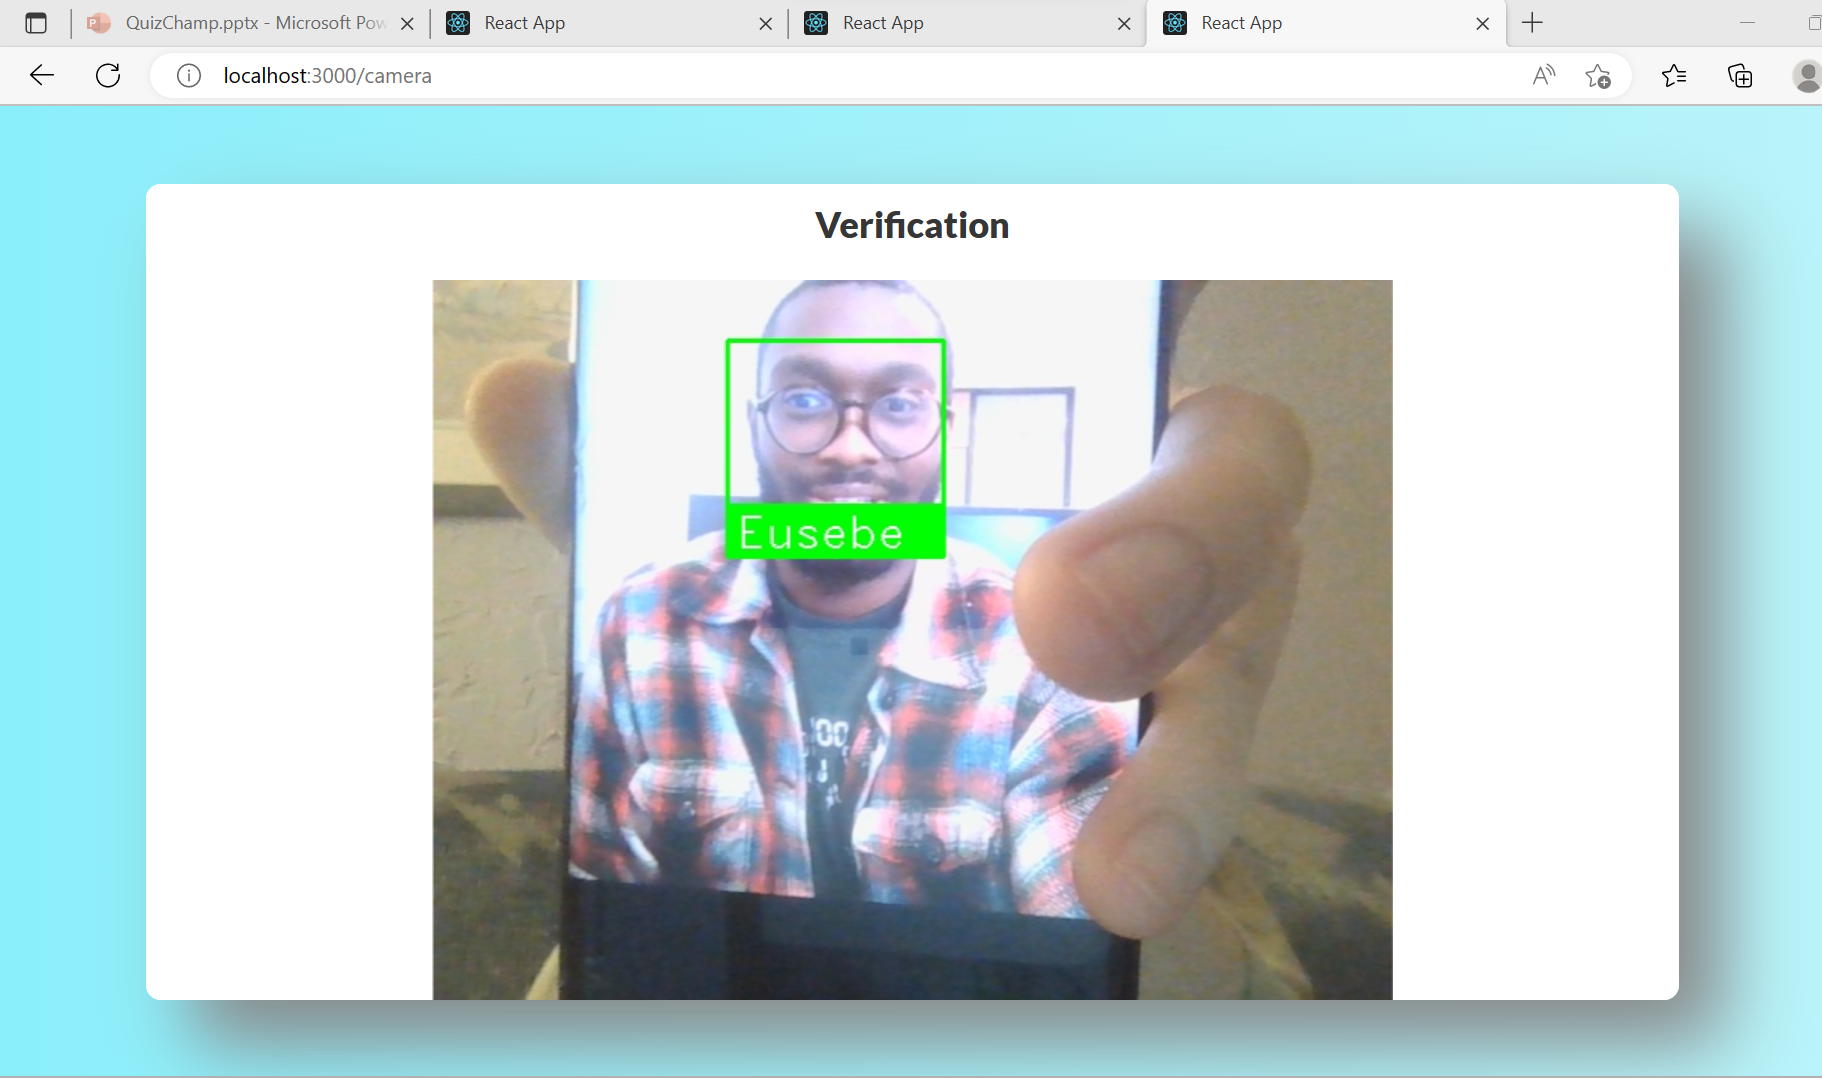 QuizChamp.pptx - Microsoft Pow
React App
React App
React App
localhost:3000/camera
Verification
Eusebe